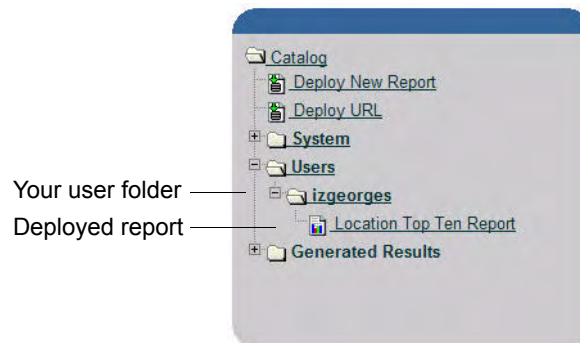 Catalog
Deploy New Report
Deploy URL
System
Users
Your user folder
izgeorges
Deployed report
Location Top Ten Report
Generated Results